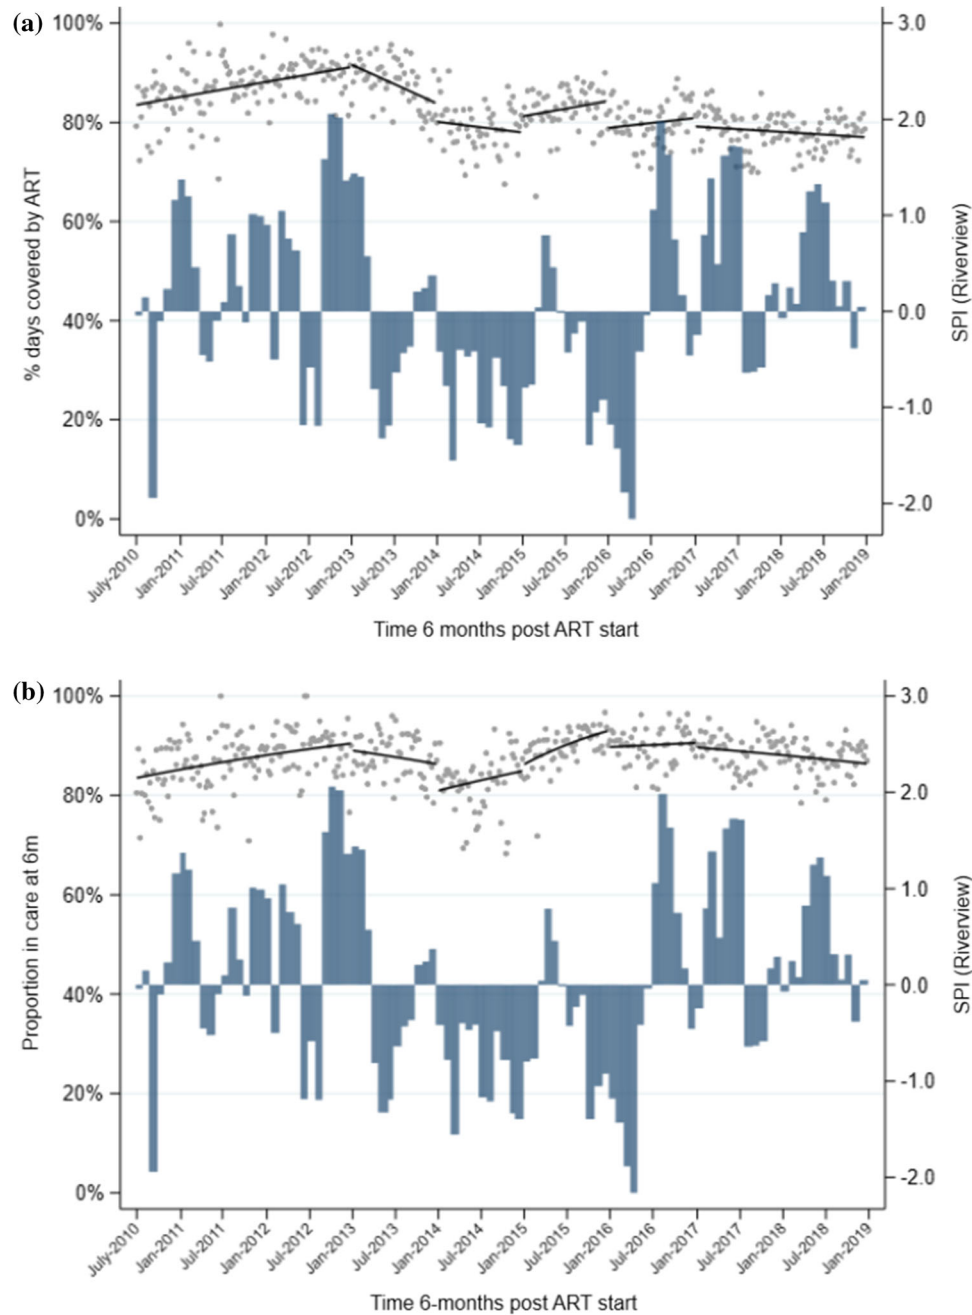 (a)
% days covered by ART
100%
80%
60%
40%
20%
0%
3.0
2.0
1.0
0.0
-1.0
-2.0
SPI (Riverview)
July-2010
Jan-2011
Jul-2011
Jan-2012
Jul-2012
Jan-2013
Jul-2013
Jan-2014
Jul-2014
Jan-2015
Jul-2015
Jan-2016
Jul-2016
Jan-2017
Jul-2017
Jan-2018
Jul-2018
Jan-2019
Time 6 months post ART start
(b)
Proportion in care at 6m
100%
80%
60%
40%
20%
0%
3.0
2.0
1.0
0.0
-1.0
-2.0
SPI (Riverview)
July-2010
Jan-2011
Jul-2011
Jan-2012
Jul-2012
Jan-2013
Jul-2013
Jan-2014
Jul-2014
Jan-2015
Jul-2015
Jan-2016
Jul-2016
Jan-2017
Jul-2017
Jan-2018
Jul-2018
Jan-2019
Time 6-months post ART start